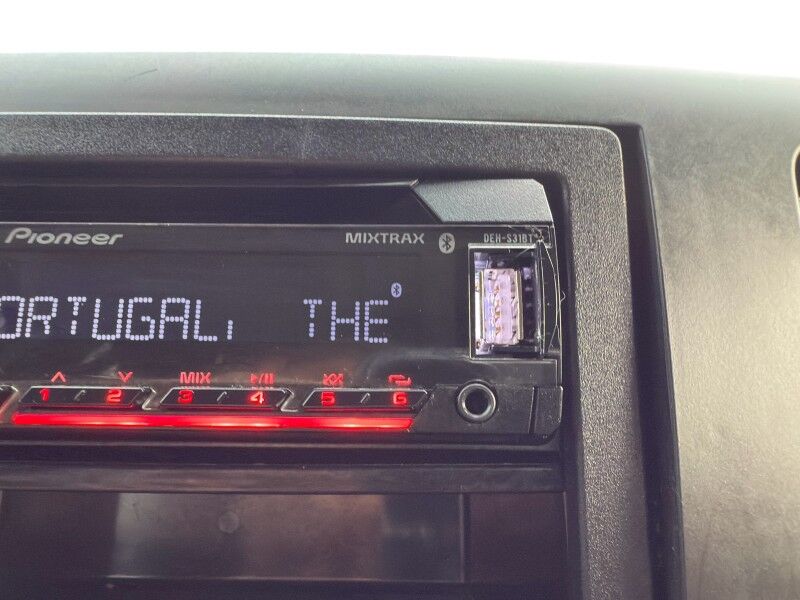 Pioneer MIXTRAX DEH-S31BT
ORTUGAL, THE
MIX
1 / 2 3 / 4 5 / 6